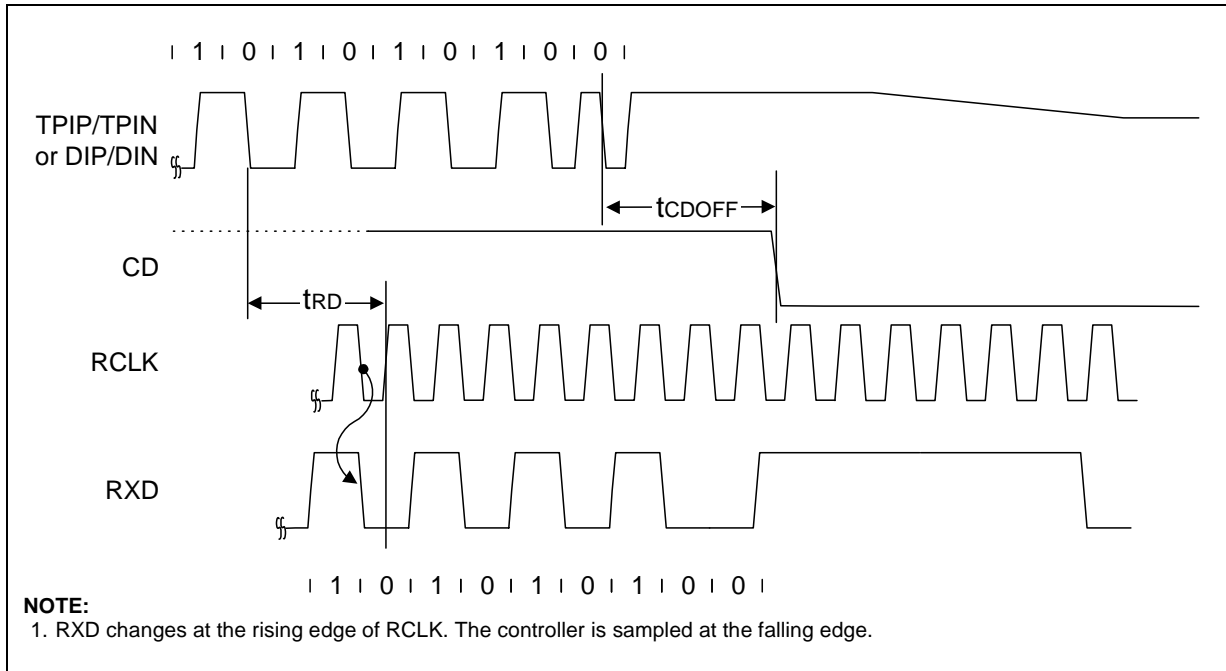 1 0 1 0 1 0 1 0 0
TPIP/TPIN
or DIP/DIN
tCDOFF
CD
tRD
RCLK
RXD
1 0 1 0 1 0 1 0 0
NOTE:
1. RXD changes at the rising edge of RCLK. The controller is sampled at the falling edge.